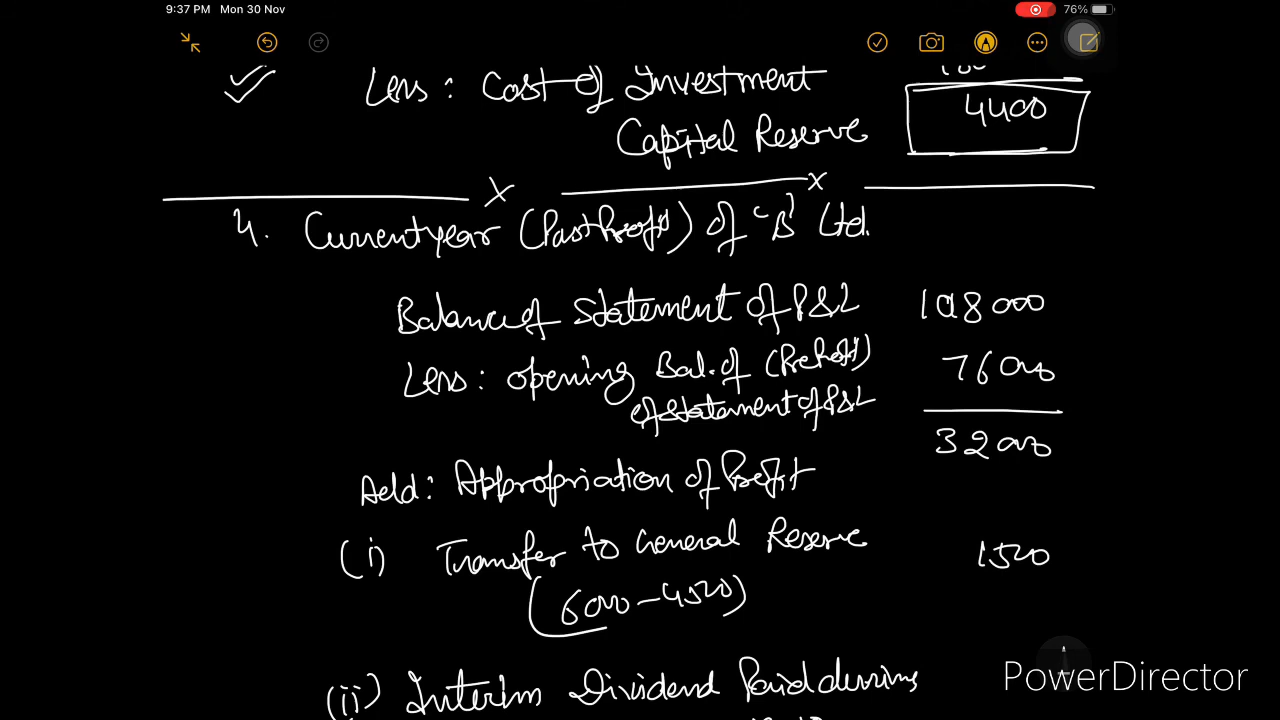 9:37 PM Mon 30 Nov 76%
Less: Cost of Investment
Capital Reserve 4400
4. Current year (Post Profit) of 'B' Ltd.
Balance of Statement of P&L 108000
Less: opening Bal. of (Pre Profit) 76000
of statement of P&L
32000
Add: Appropriation of Profit
(i) Transfer to General Reserve 1500
(6000-4500)
(ii) Interim Dividend Paid during
PowerDirector